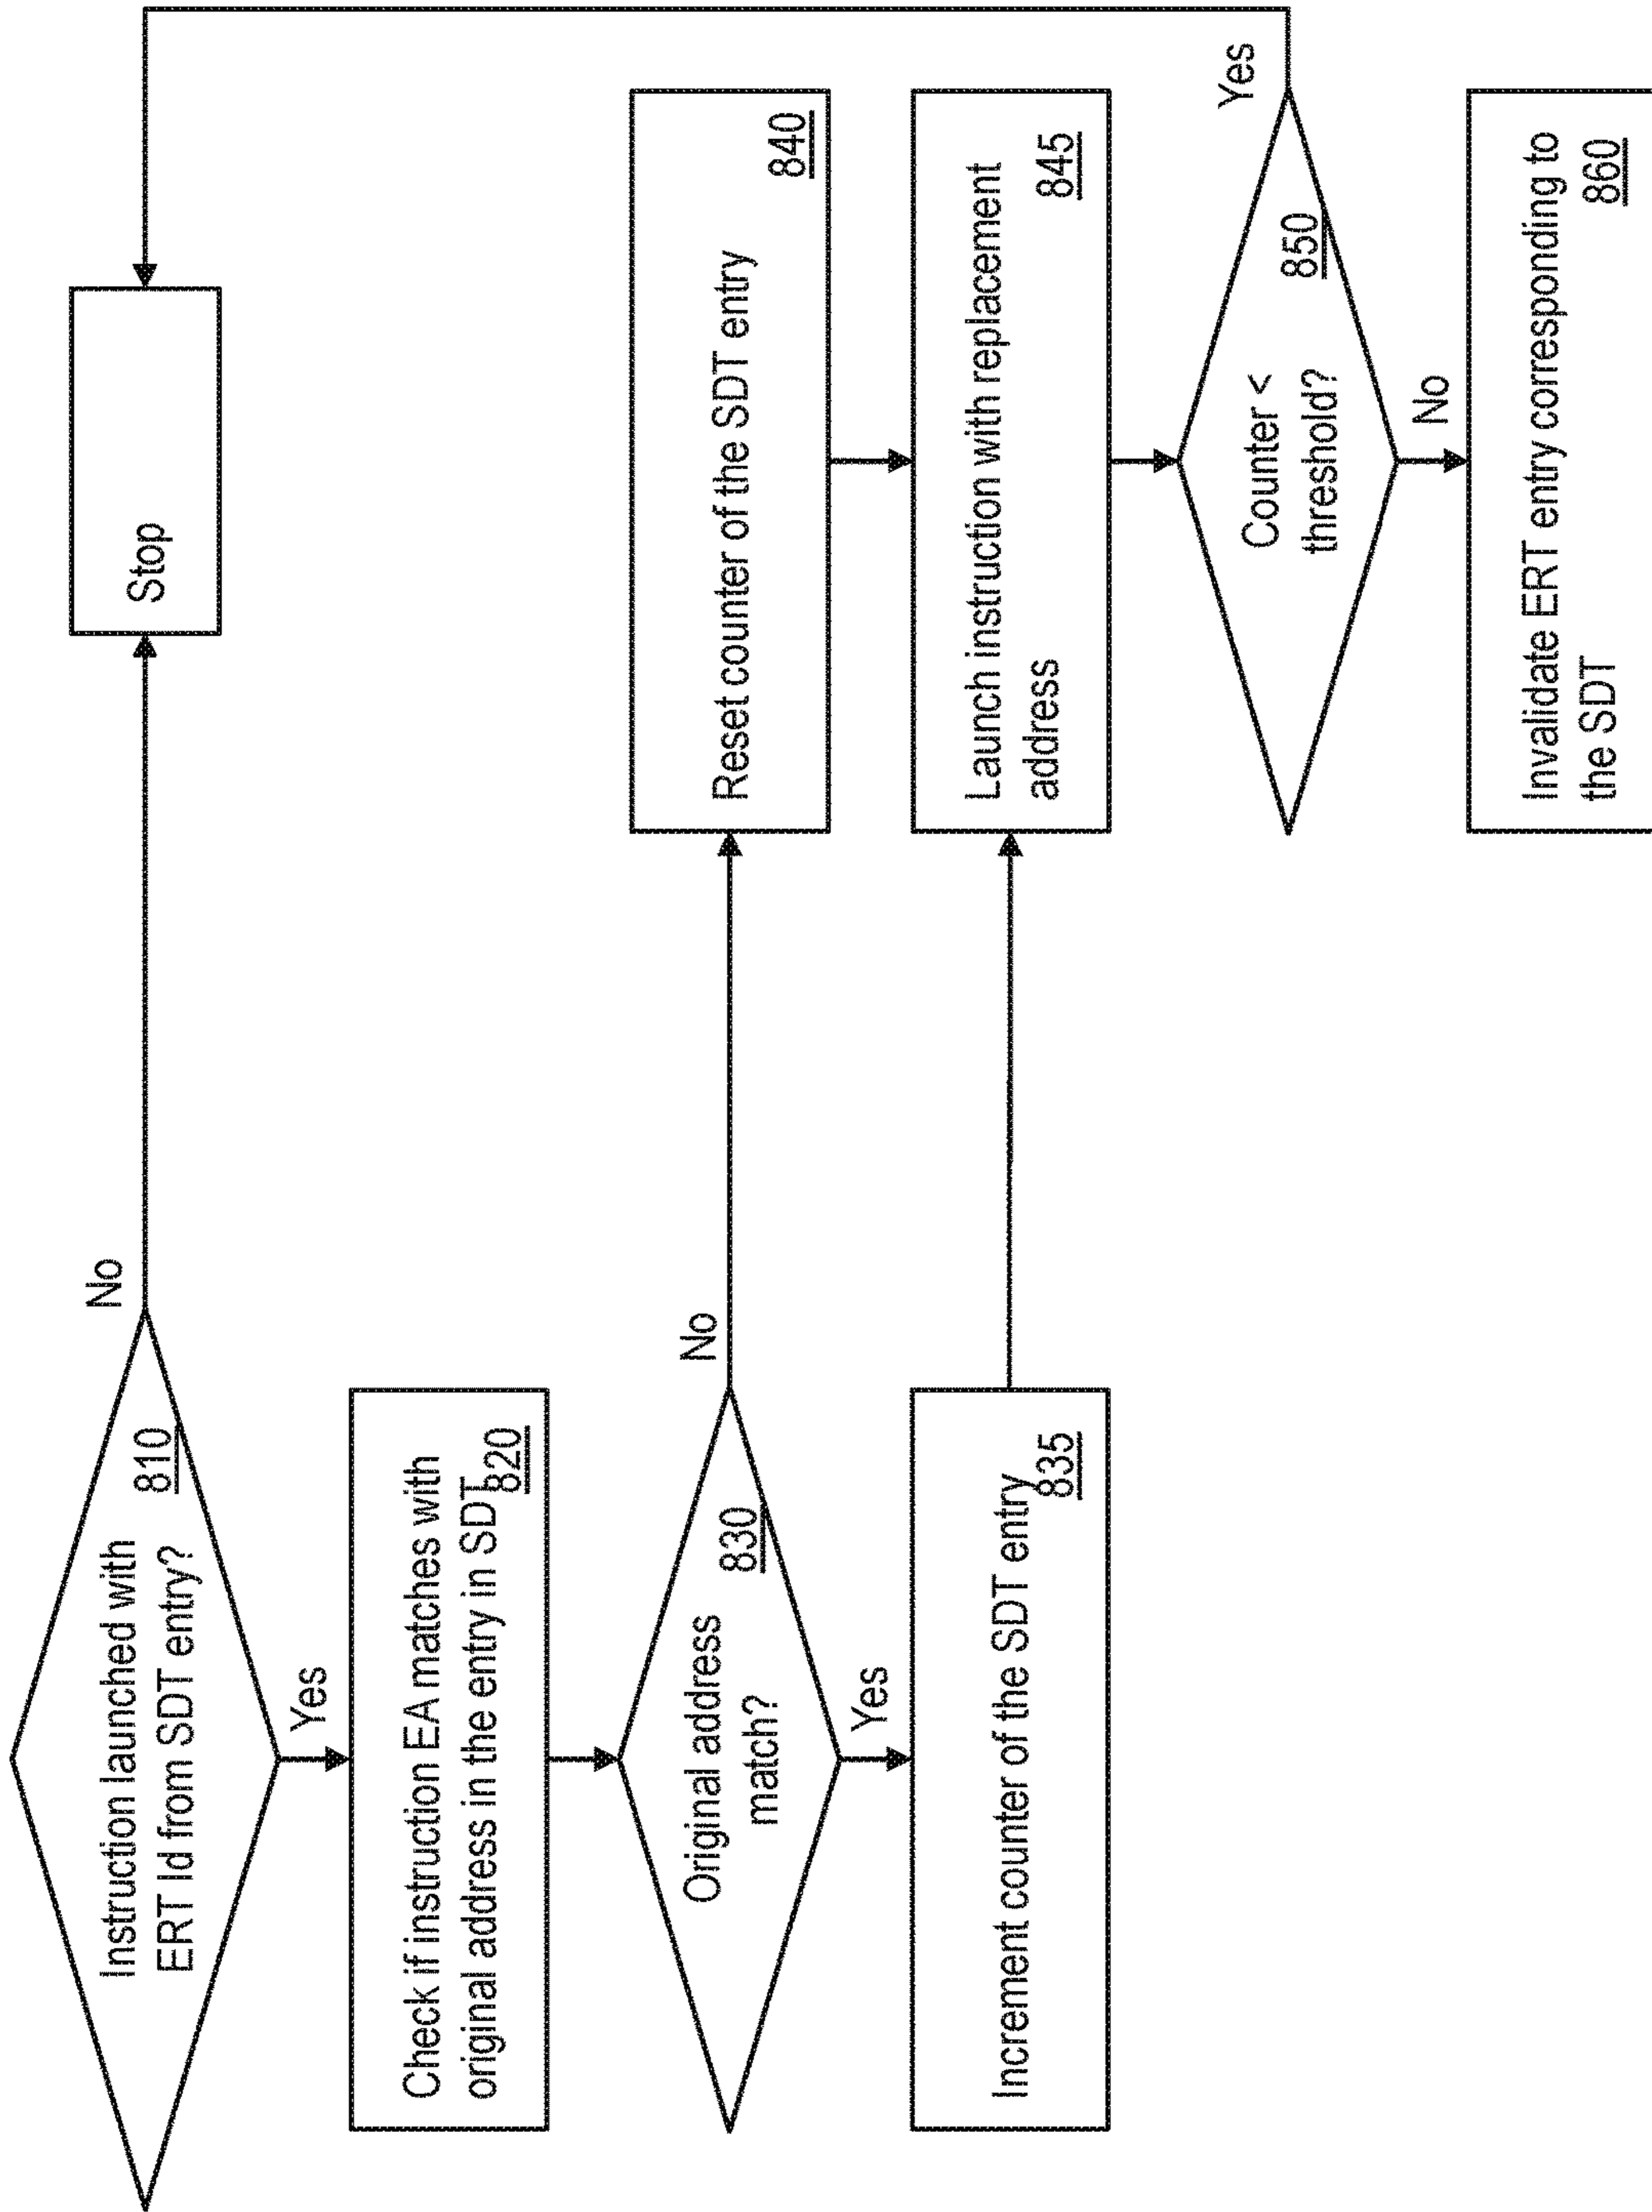 Instruction launched with
ERT Id from SDT entry?
810
No
Stop
Yes
Check if instruction EA matches with
original address in the entry in SDT
820
Original address
match?
830
No
Reset counter of the SDT entry
840
Yes
Increment counter of the SDT entry
835
Launch instruction with replacement
address
845
Counter <
threshold?
850
Yes
No
Invalidate ERT entry corresponding to
the SDT
860